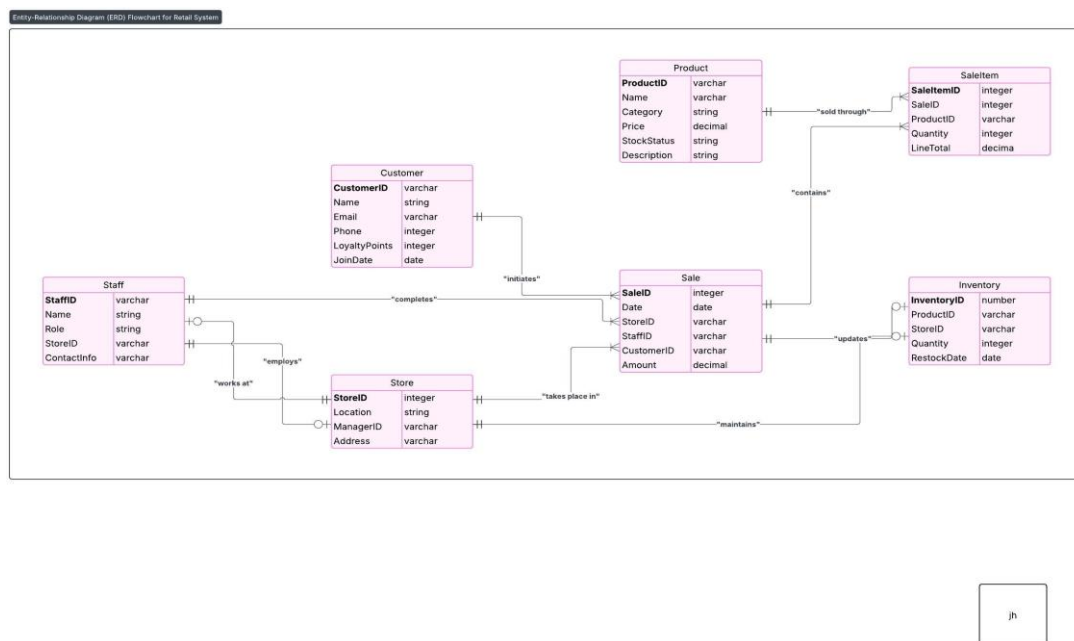 Entity-Relationship Diagram (ERD) Flowchart for Retail System
Product
ProductID varchar
Name varchar
Category string
Price decimal
StockStatus string
Description string
SaleItem
SaleItemID integer
SaleID integer
ProductID varchar
Quantity integer
LineTotal decima
"sold through"
"contains"
Customer
CustomerID varchar
Name string
Email varchar
Phone integer
LoyaltyPoints integer
JoinDate date
"initiates"
Staff
StaffID varchar
Name string
Role string
StoreID varchar
ContactInfo varchar
"completes"
"employs"
"works at"
Sale
SaleID integer
Date date
StoreID varchar
StaffID varchar
CustomerID varchar
Amount decimal
Inventory
InventoryID number
ProductID varchar
StoreID varchar
Quantity integer
RestockDate date
"updates"
Store
StoreID integer
Location string
ManagerID varchar
Address varchar
"takes place in"
"maintains"
jh